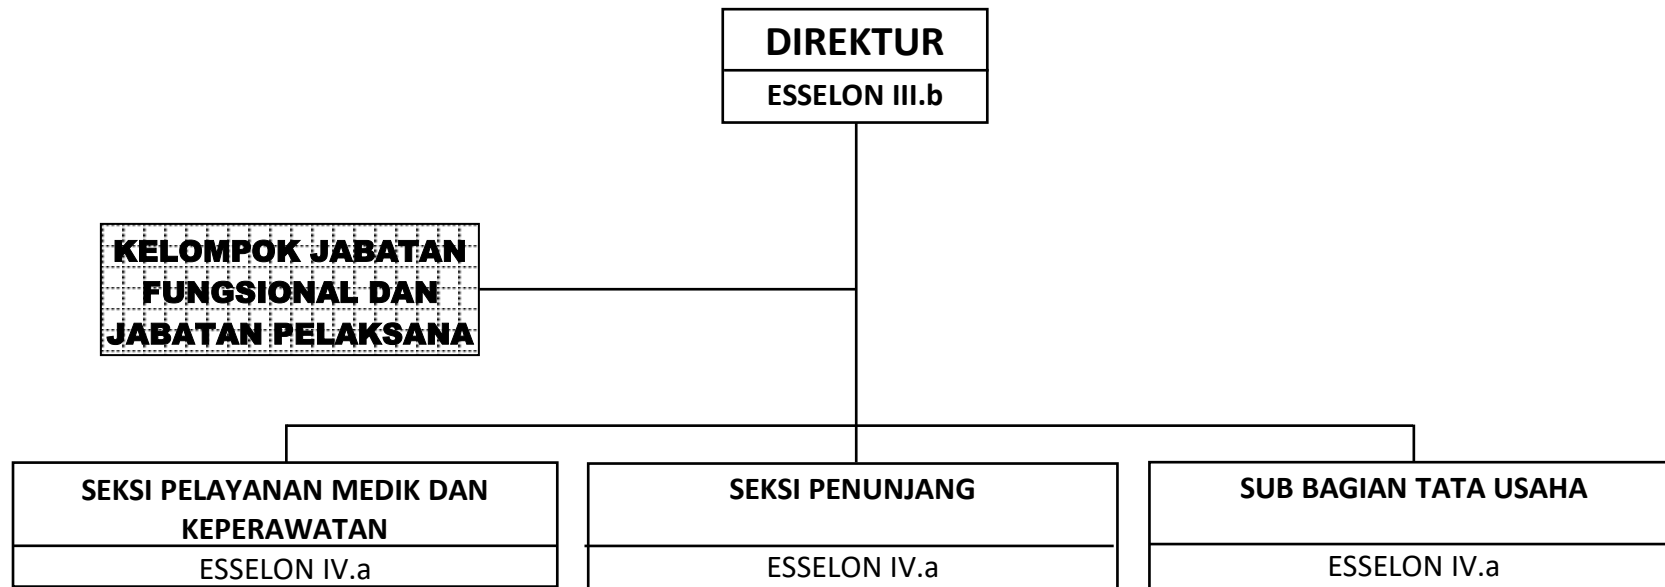 DIREKTUR
ESSELON III.b
KELOMPOK JABATAN
FUNGSIONAL DAN
JABATAN PELAKSANA
SEKSI PELAYANAN MEDIK DAN
KEPERAWATAN
ESSELON IV.a
SEKSI PENUNJANG
ESSELON IV.a
SUB BAGIAN TATA USAHA
ESSELON IV.a